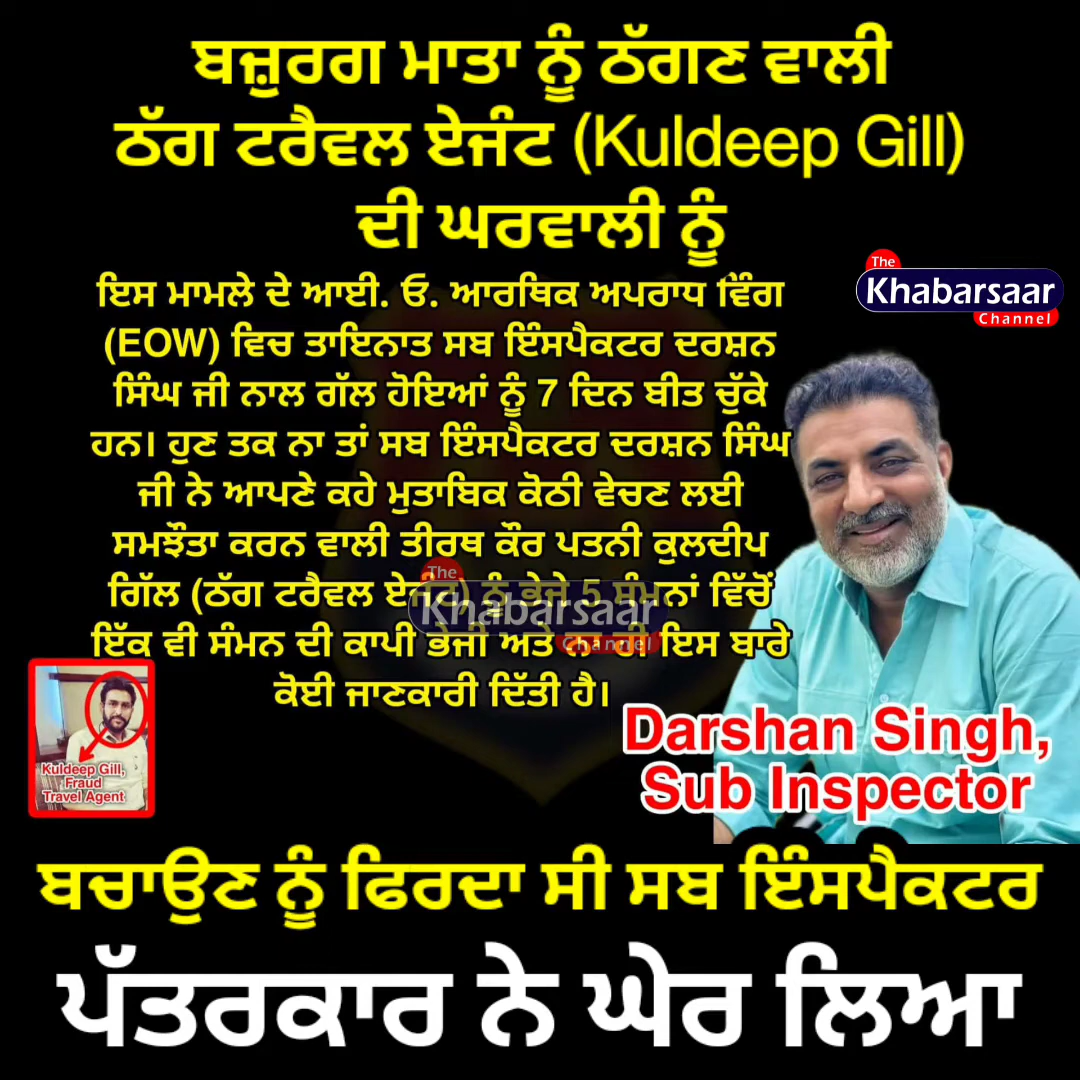 ਬਜ਼ੁਰਗ ਮਾਤਾ ਨੂੰ ਠੱਗਣ ਵਾਲੀ
ਠੱਗ ਟਰੈਵਲ ਏਜੰਟ (Kuldeep Gill)
ਦੀ ਘਰਵਾਲੀ ਨੂੰ
The
Khabarsaar
Channel
ਇਸ ਮਾਮਲੇ ਦੇ ਆਈ. ਓ. ਆਰਥਿਕ ਅਪਰਾਧ ਵਿੰਗ
(EOW) ਵਿਚ ਤਾਇਨਾਤ ਸਬ ਇੰਸਪੈਕਟਰ ਦਰਸ਼ਨ
ਸਿੰਘ ਜੀ ਨਾਲ ਗੱਲ ਹੋਇਆਂ ਨੂੰ 7 ਦਿਨ ਬੀਤ ਚੁੱਕੇ
ਹਨ। ਹੁਣ ਤਕ ਨਾ ਤਾਂ ਸਬ ਇੰਸਪੈਕਟਰ ਦਰਸ਼ਨ ਸਿੰਘ
ਜੀ ਨੇ ਆਪਣੇ ਕਹੇ ਮੁਤਾਬਿਕ ਕੋਠੀ ਵੇਚਣ ਲਈ
ਸਮਝੌਤਾ ਕਰਨ ਵਾਲੀ ਤੀਰਥ ਕੌਰ ਪਤਨੀ ਕੁਲਦੀਪ
ਗਿੱਲ (ਠੱਗ ਟਰੈਵਲ ਏਜੰਟ) ਨੂੰ ਭੇਜੇ 5 ਸੰਮਨਾਂ ਵਿੱਚੋਂ
ਇੱਕ ਵੀ ਸੰਮਨ ਦੀ ਕਾਪੀ ਭੇਜੀ ਅਤੇ ਨਾ ਹੀ ਇਸ ਬਾਰੇ
ਕੋਈ ਜਾਣਕਾਰੀ ਦਿੱਤੀ ਹੈ।
The
Khabarsaar
Channel
Kuldeep Gill,
Fraud
Travel Agent
Darshan Singh,
Sub Inspector
ਬਚਾਉਣ ਨੂੰ ਫਿਰਦਾ ਸੀ ਸਬ ਇੰਸਪੈਕਟਰ
ਪੱਤਰਕਾਰ ਨੇ ਘੇਰ ਲਿਆ